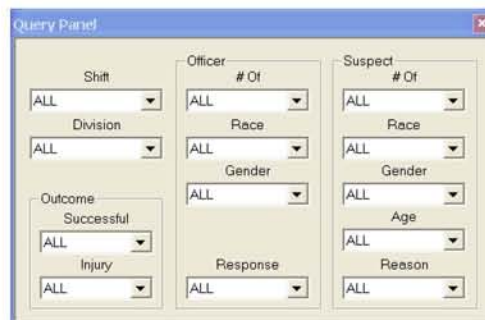 Query Panel
Officer Suspect
Shift # Of # Of
ALL ALL ALL
Division Race Race
ALL ALL ALL
Gender Gender
Outcome ALL ALL
Successful Age
ALL ALL
Injury Response Reason
ALL ALL ALL